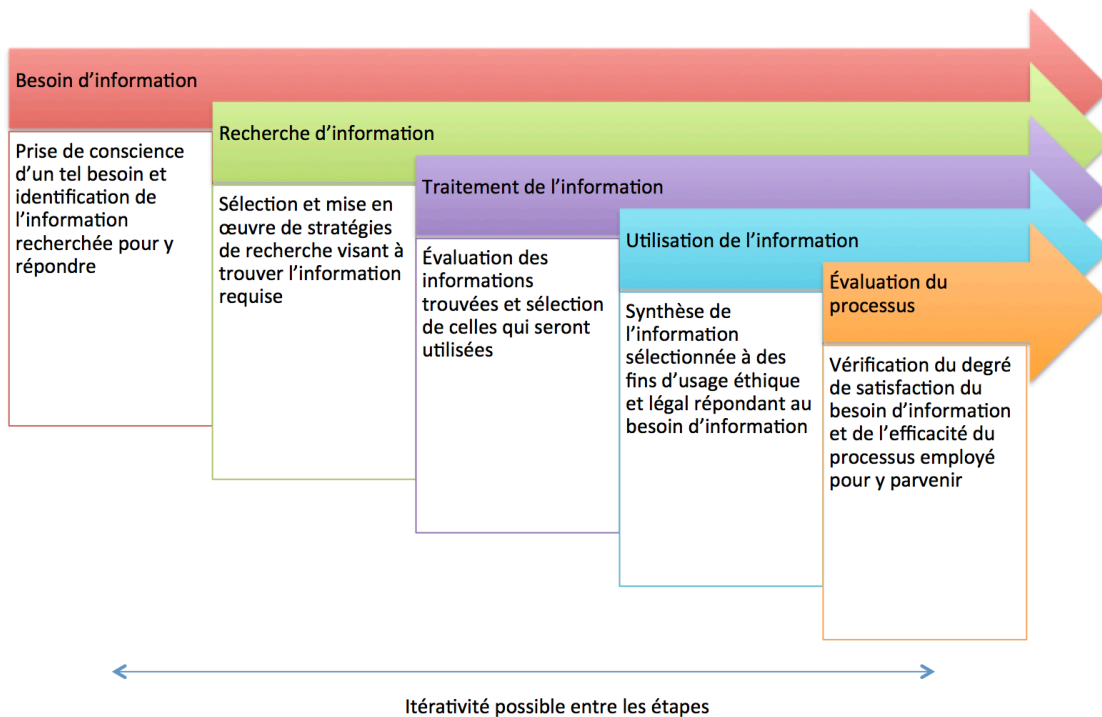 Besoin d’information
Prise de conscience
d’un tel besoin et
identification de
l’information
recherchée pour y
répondre
Recherche d’information
Sélection et mise en
œuvre de stratégies
de recherche visant à
trouver l’information
requise
Traitement de l’information
Évaluation des
informations
trouvées et sélection
de celles qui seront
utilisées
Utilisation de l’information
Synthèse de
l’information
sélectionnée à des
fins d’usage éthique
et légal répondant au
besoin d’information
Évaluation du
processus
Vérification du degré
de satisfaction du
besoin d’information
et de l’efficacité du
processus employé
pour y parvenir
Itérativité possible entre les étapes